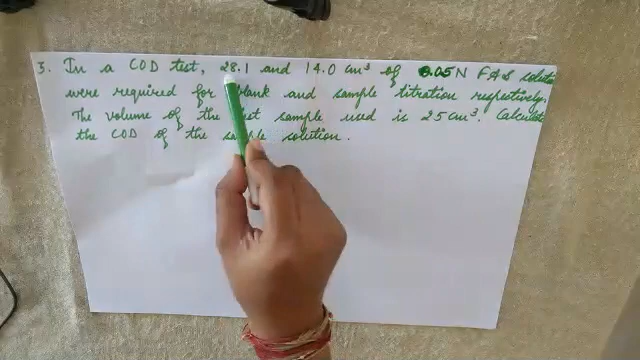 3. In a COD test, 28.1 and 14.0 cm³ of 0.05N FAS solution
were required for blank and sample titration respectively.
The volume of the test sample used is 25 cm³. Calculate
the COD of the sample solution.